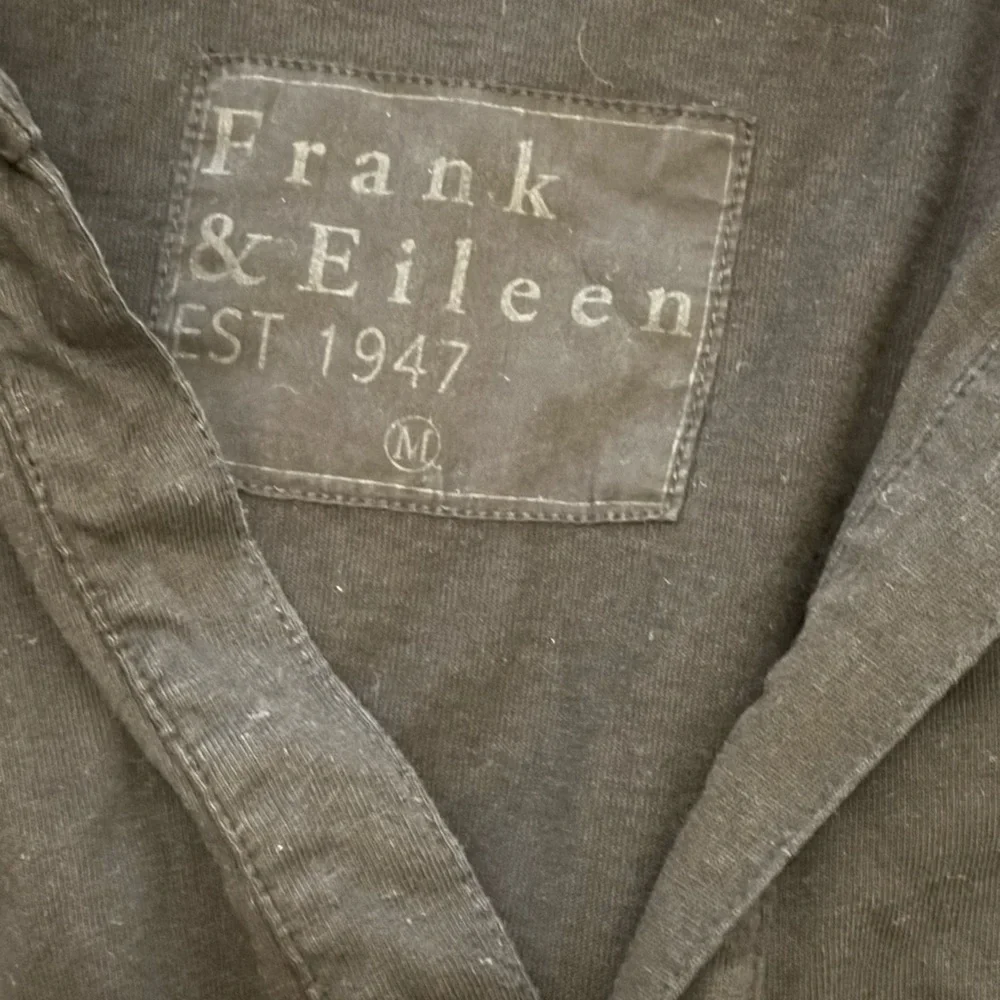 Frank
& Eileen
EST 1947
M